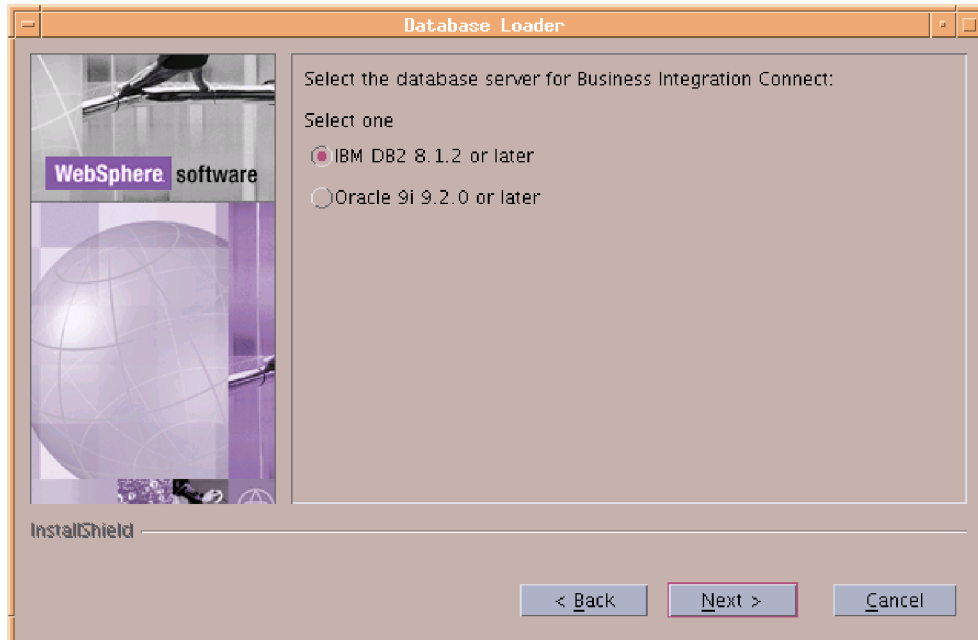 Database Loader
WebSphere software
Select the database server for Business Integration Connect:
Select one
IBM DB2 8.1.2 or later
Oracle 9i 9.2.0 or later
InstallShield
< Back
Next >
Cancel